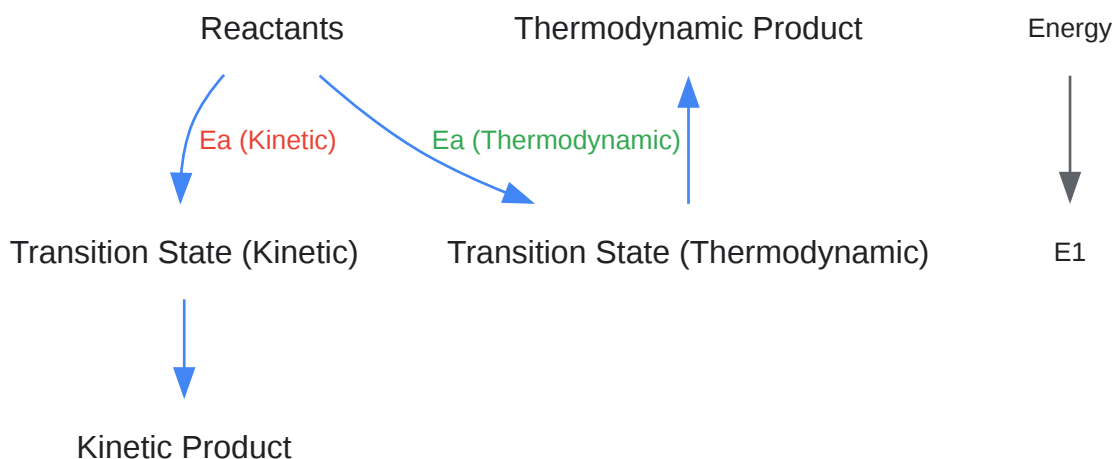 Reactants
Thermodynamic Product
Energy
Ea (Kinetic)
Ea (Thermodynamic)
Transition State (Kinetic)
Transition State (Thermodynamic)
E1
Kinetic Product